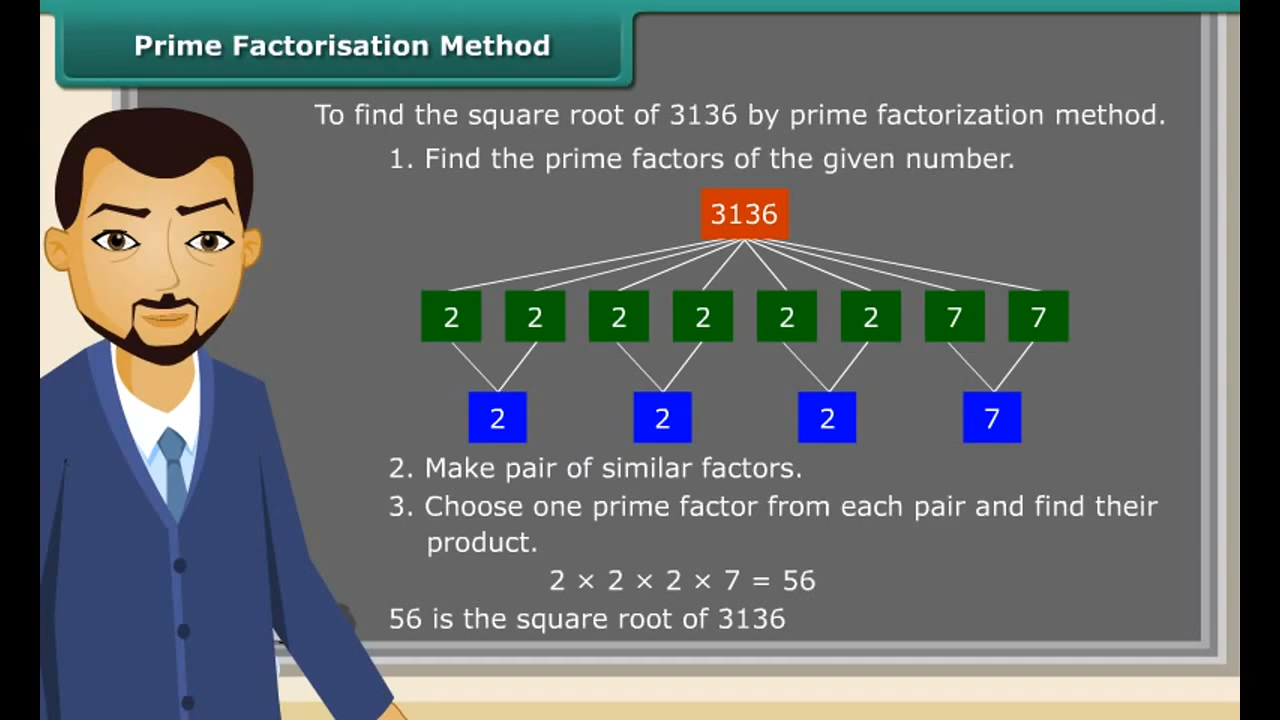 Prime Factorisation Method
To find the square root of 3136 by prime factorization method.
1. Find the prime factors of the given number.
3136
2 2 2 2 2 2 7 7
2 2 2 7
2. Make pair of similar factors.
3. Choose one prime factor from each pair and find their
product.
2 × 2 × 2 × 7 = 56
56 is the square root of 3136